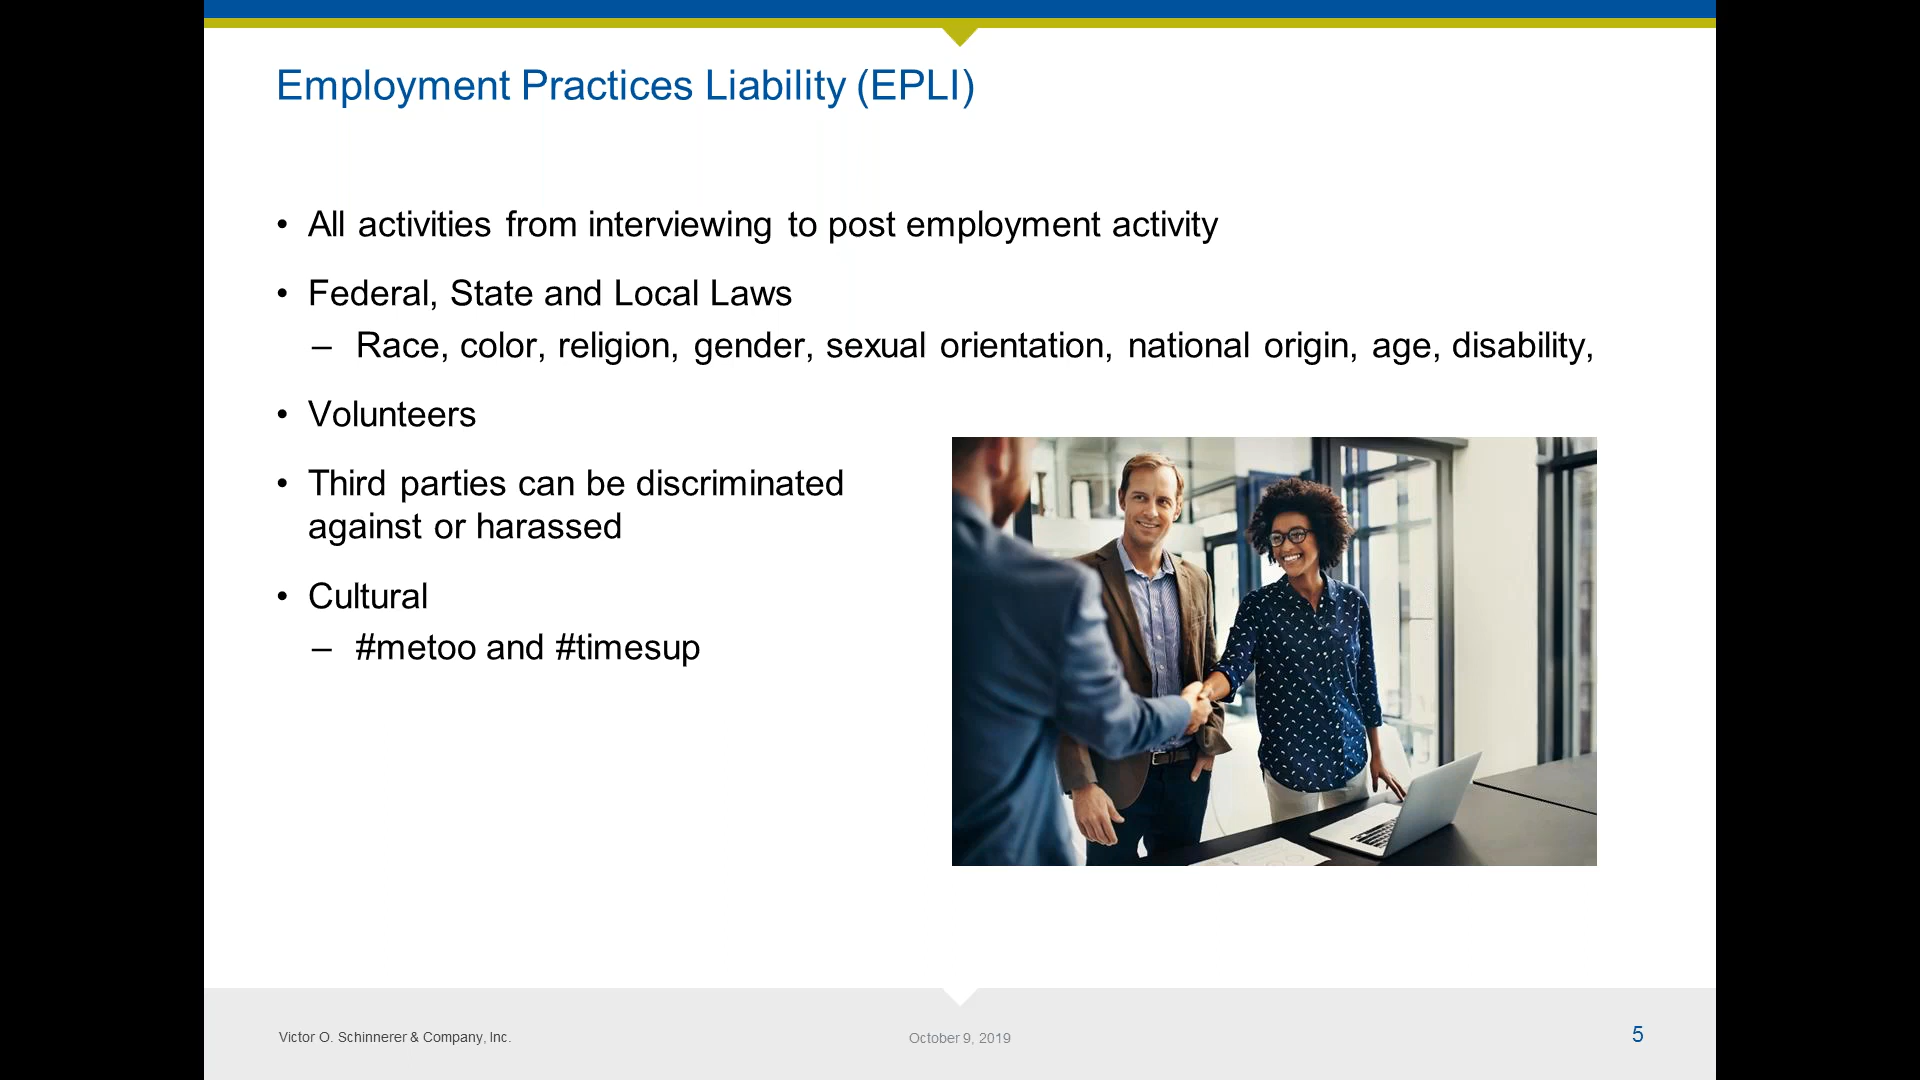 Employment Practices Liability (EPLI)
• All activities from interviewing to post employment activity
• Federal, State and Local Laws
– Race, color, religion, gender, sexual orientation, national origin, age, disability,
• Volunteers
• Third parties can be discriminated
against or harassed
• Cultural
– #metoo and #timesup
Victor O. Schinnerer & Company, Inc.
October 9, 2019
5